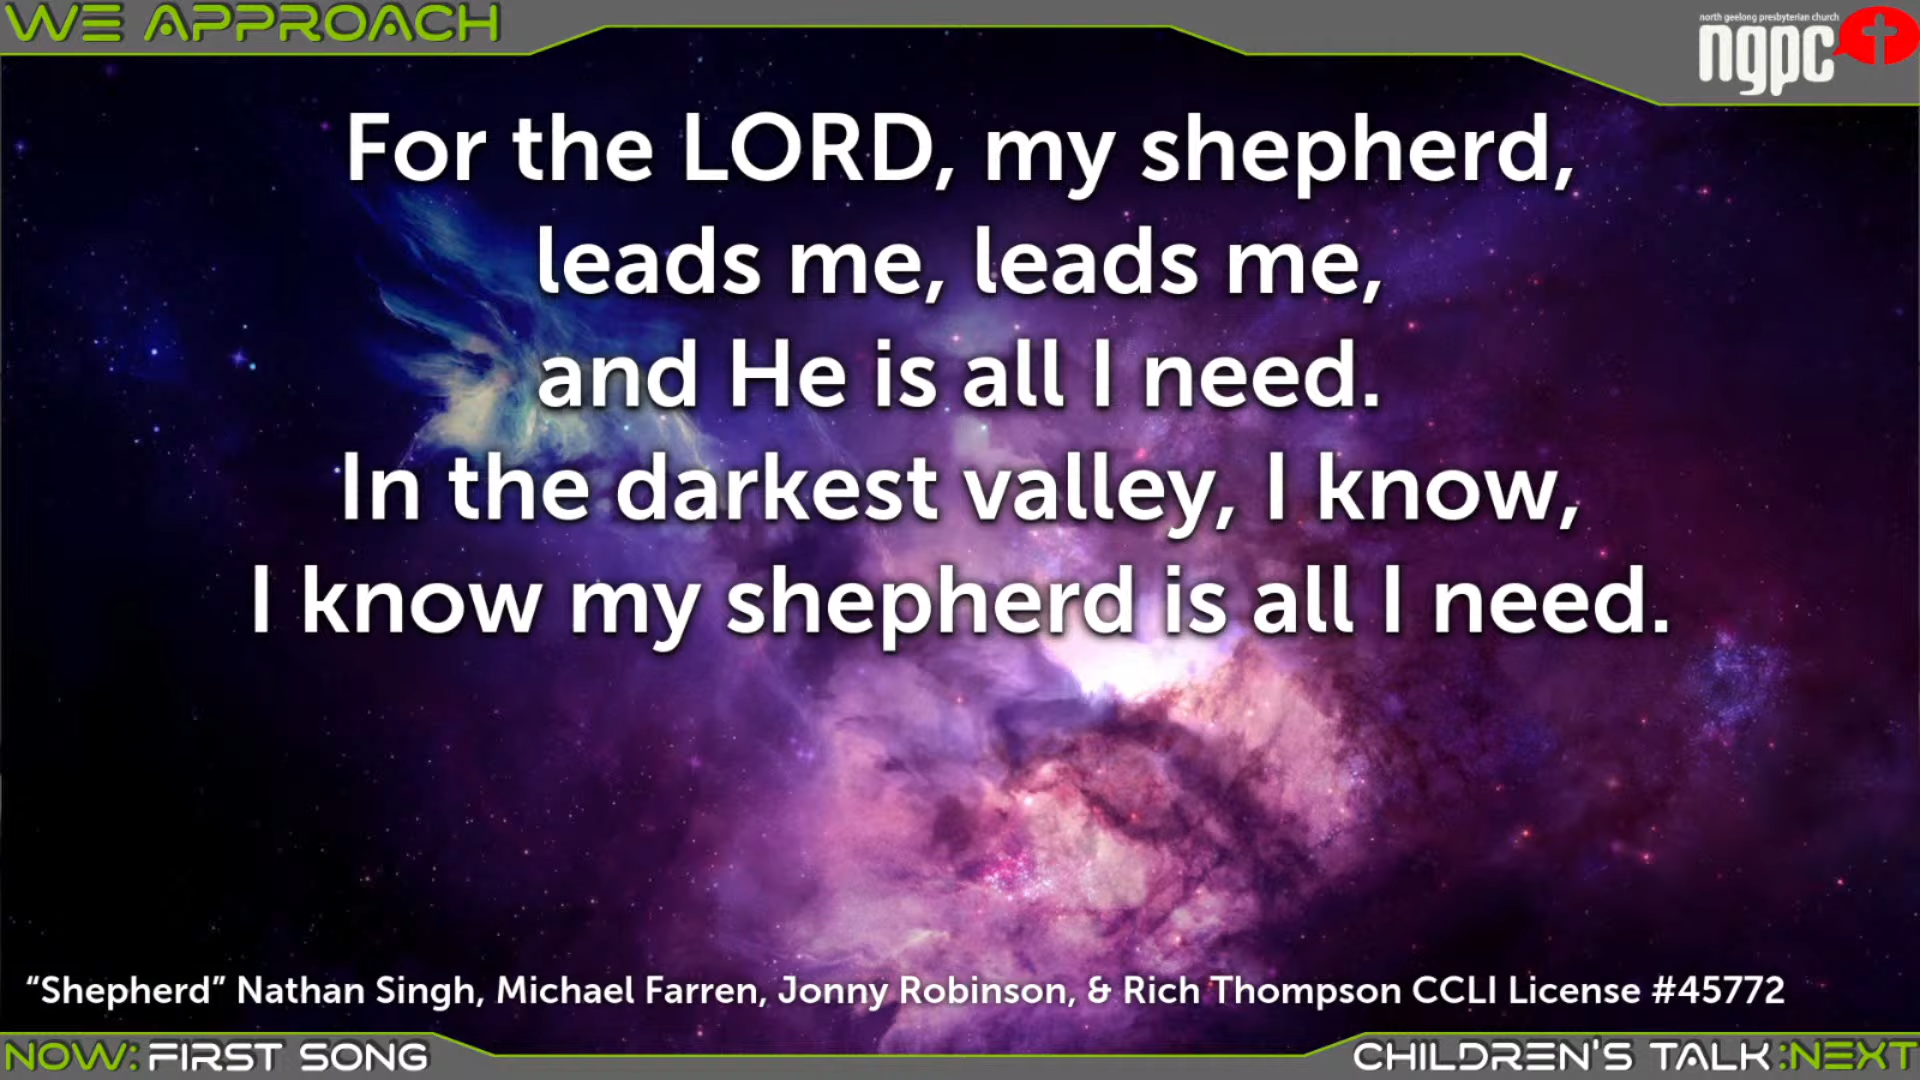 WE APPROACH
north geelong presbyterian church
ngpc
For the LORD, my shepherd,
leads me, leads me,
and He is all I need.
In the darkest valley, I know,
I know my shepherd is all I need.
“Shepherd” Nathan Singh, Michael Farren, Jonny Robinson, & Rich Thompson CCLI License #45772
NOW: FIRST SONG
CHILDREN'S TALK :NEXT